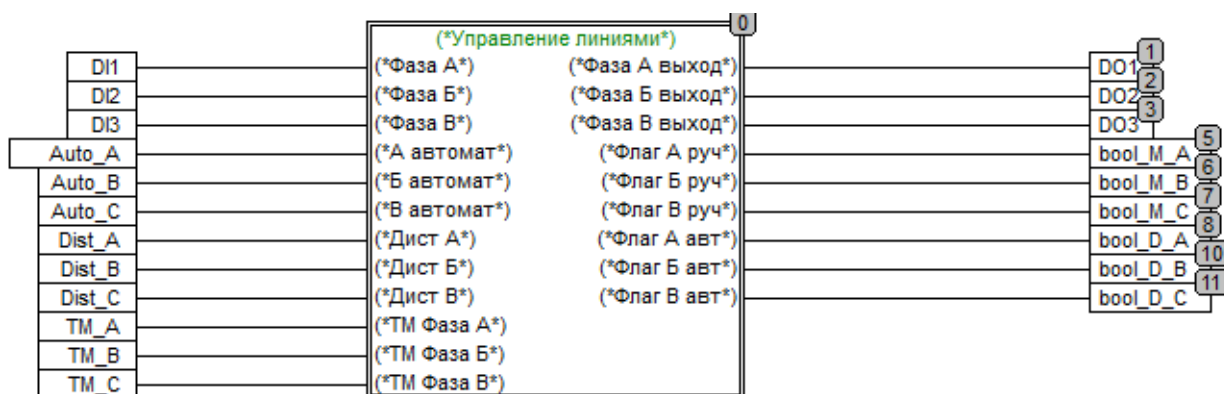 0
(*Управление линиями*)
DI1 (*Фаза А*) (*Фаза А выход*) DO1 1
DI2 (*Фаза Б*) (*Фаза Б выход*) DO2 2
DI3 (*Фаза В*) (*Фаза В выход*) DO3 3
Auto_A (*А автомат*) (*Флаг А руч*) bool_M_A 5
Auto_B (*Б автомат*) (*Флаг Б руч*) bool_M_B 6
Auto_C (*В автомат*) (*Флаг В руч*) bool_M_C 7
Dist_A (*Дист А*) (*Флаг А авт*) bool_D_A 8
Dist_B (*Дист Б*) (*Флаг Б авт*) bool_D_B 10
Dist_C (*Дист В*) (*Флаг В авт*) bool_D_C 11
TM_A (*ТМ Фаза А*)
TM_B (*ТМ Фаза Б*)
TM_C (*ТМ Фаза В*)